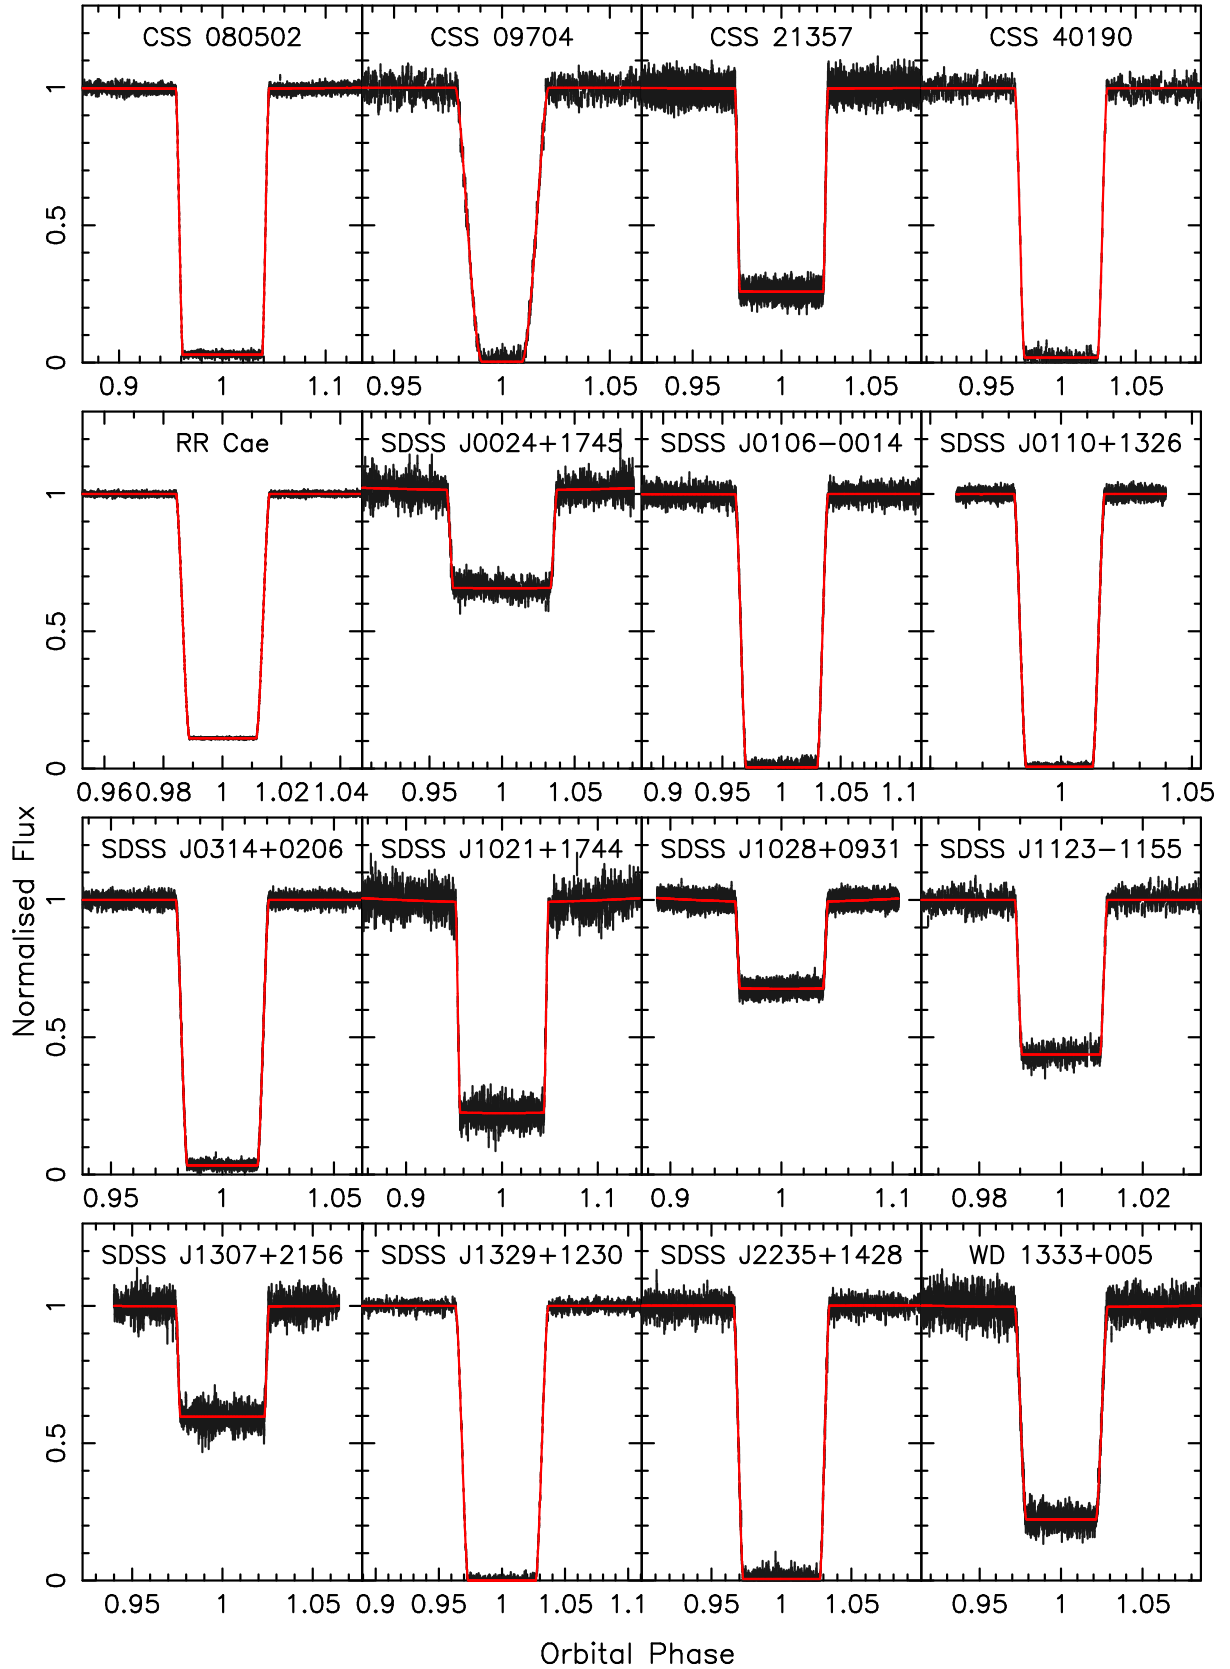 CSS 080502 CSS 09704 CSS 21357 CSS 40190
1
0.5
0
0.9 1 1.1 0.95 1 1.05 0.95 1 1.05 0.95 1 1.05
RR Cae SDSS J0024+1745 SDSS J0106-0014 SDSS J0110+1326
1
0.5
0
0.96 0.98 1 1.02 1.04 0.95 1 1.05 0.9 0.95 1 1.05 1.1 1 1.05
Normalised Flux
SDSS J0314+0206 SDSS J1021+1744 SDSS J1028+0931 SDSS J1123-1155
1
0.5
0
0.95 1 1.05 0.9 1 1.1 0.9 1 1.1 0.98 1 1.02
SDSS J1307+2156 SDSS J1329+1230 SDSS J2235+1428 WD 1333+005
1
0.5
0
0.95 1 1.05 0.9 0.95 1 1.05 1.1 0.95 1 1.05 0.95 1 1.05
Orbital Phase